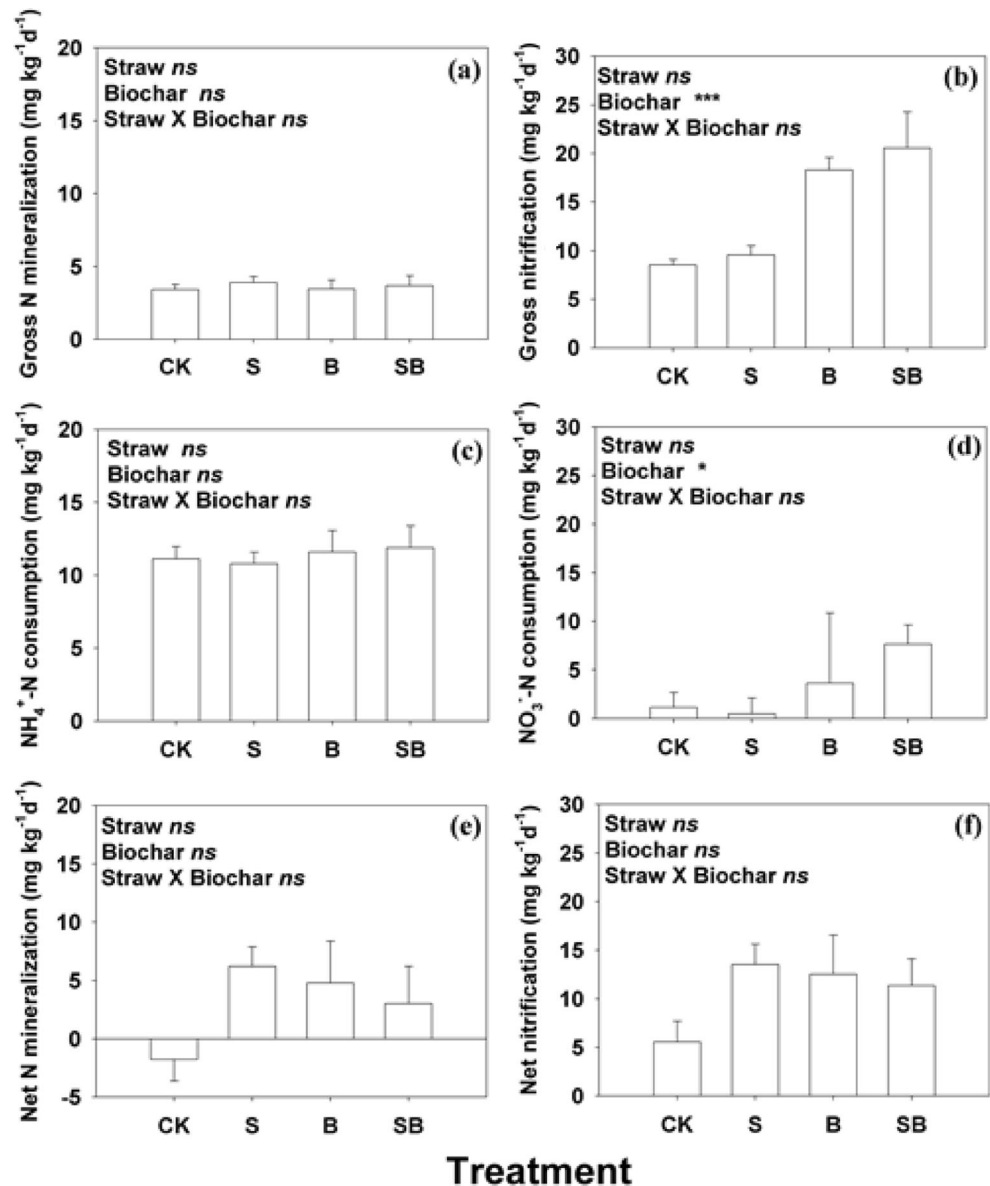 Gross N mineralization (mg kg⁻¹d⁻¹)
20
15
10
5
0
Straw ns
Biochar ns
Straw X Biochar ns
(a)
CK S B SB
Gross nitrification (mg kg⁻¹d⁻¹)
30
25
20
15
10
5
0
Straw ns
Biochar ***
Straw X Biochar ns
(b)
CK S B SB
NH₄⁺-N consumption (mg kg⁻¹d⁻¹)
20
15
10
5
0
Straw ns
Biochar ns
Straw X Biochar ns
(c)
CK S B SB
NO₃⁻-N consumption (mg kg⁻¹d⁻¹)
30
25
20
15
10
5
0
Straw ns
Biochar *
Straw X Biochar ns
(d)
CK S B SB
Net N mineralization (mg kg⁻¹d⁻¹)
20
15
10
5
0
-5
Straw ns
Biochar ns
Straw X Biochar ns
(e)
CK S B SB
Net nitrification (mg kg⁻¹d⁻¹)
30
25
20
15
10
5
0
Straw ns
Biochar ns
Straw X Biochar ns
(f)
CK S B SB
Treatment